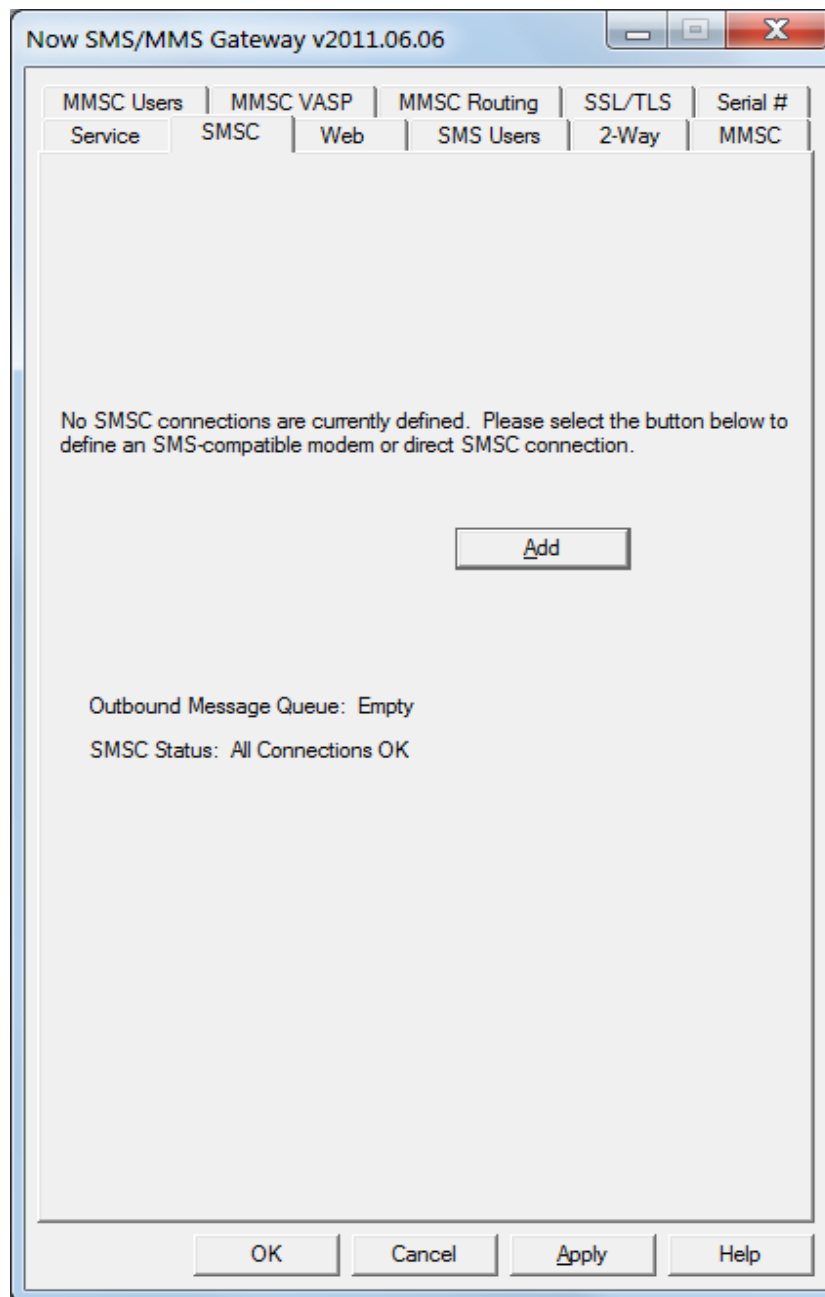 Now SMS/MMS Gateway v2011.06.06
MMSC Users MMSC VASP MMSC Routing SSL/TLS Serial #
Service SMSC Web SMS Users 2-Way MMSC
No SMSC connections are currently defined. Please select the button below to
define an SMS-compatible modem or direct SMSC connection.
Add
Outbound Message Queue: Empty
SMSC Status: All Connections OK
OK Cancel Apply Help